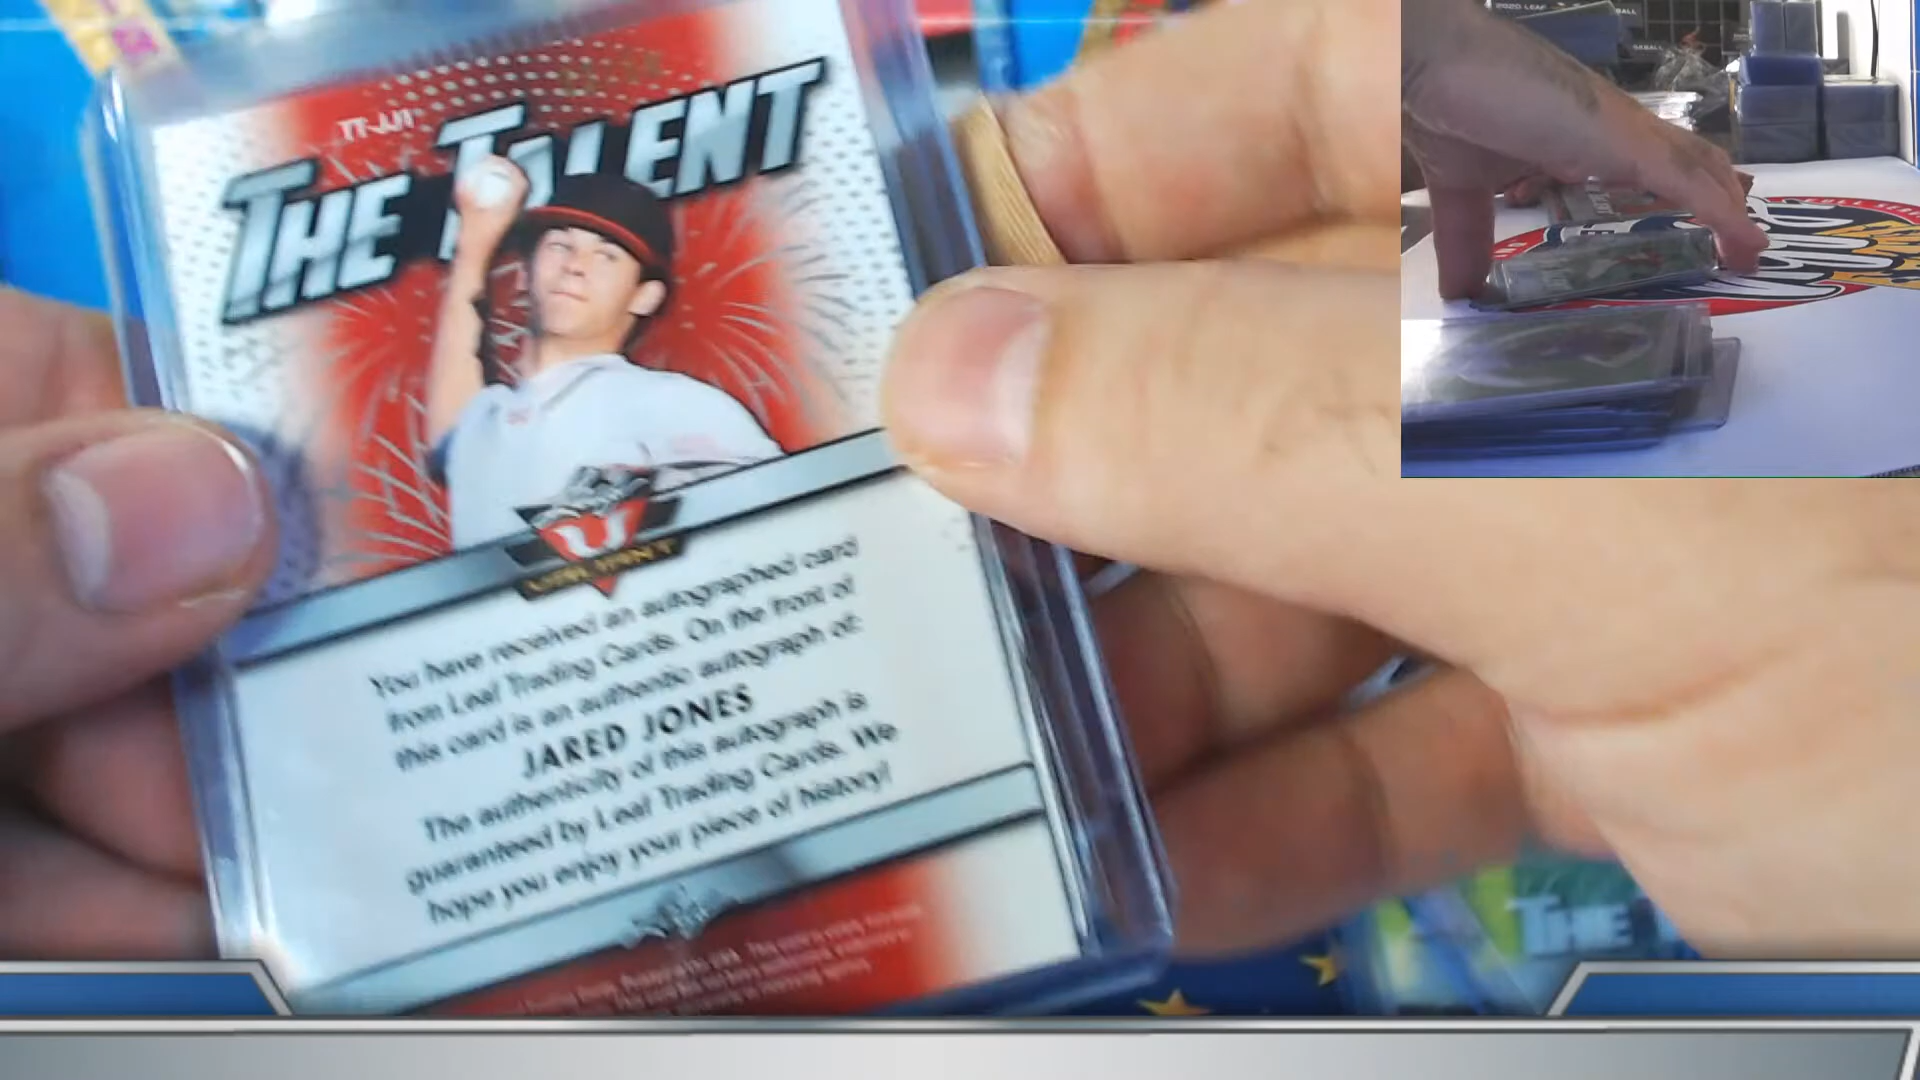 2020 LEAF
TT-JJ1
THE TALENT
VALIANT
You have received an autographed card
from Leaf Trading Cards. On the front of
this card is an authentic autograph of:
JARED JONES
The authenticity of this autograph is
guaranteed by Leaf Trading Cards. We
hope you enjoy your piece of history!
THE